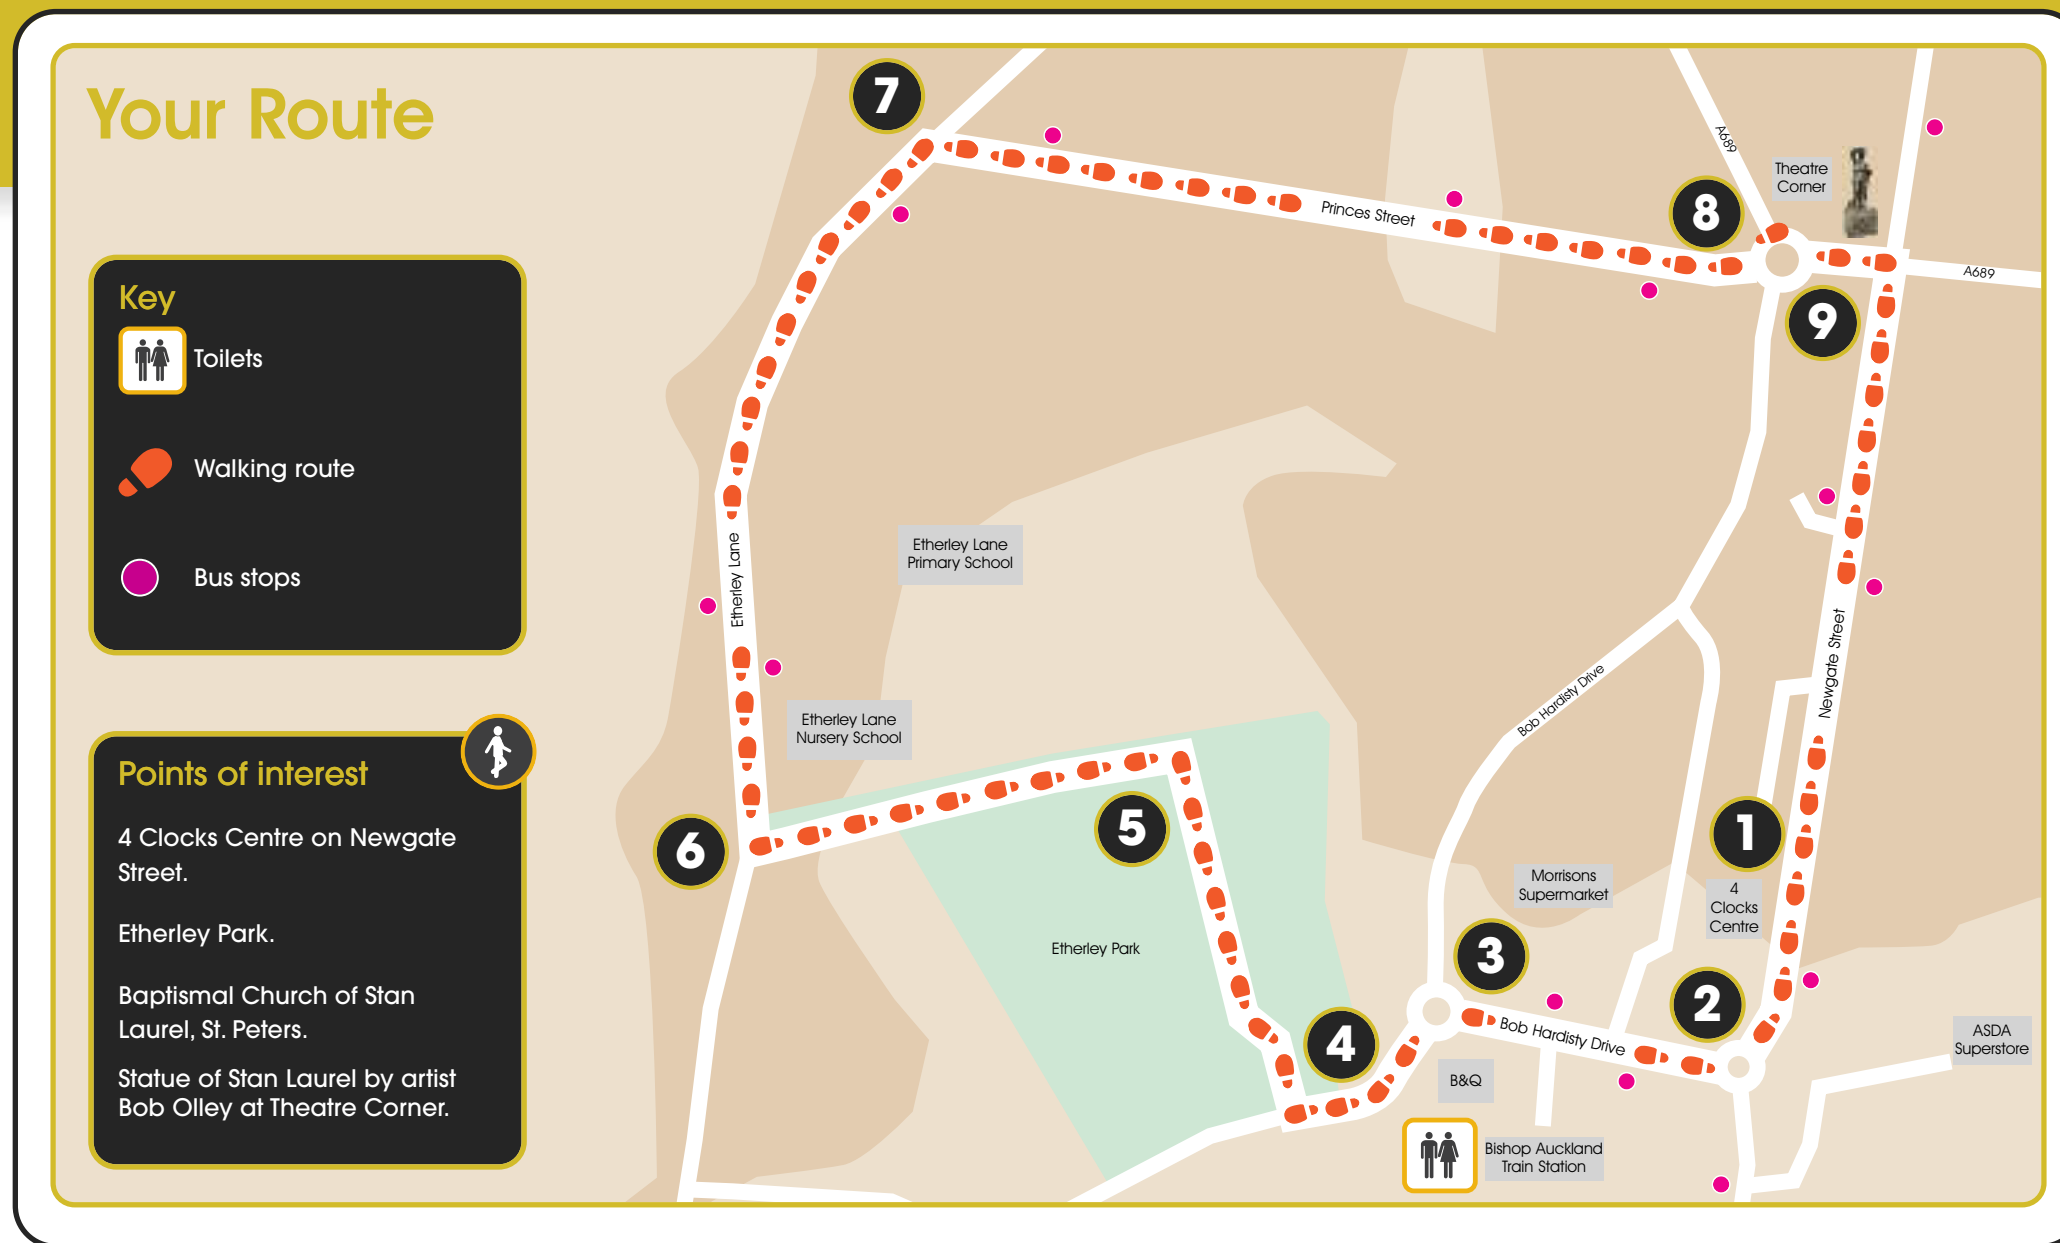 Your Route
Key
Toilets
Walking route
Bus stops
Points of interest
4 Clocks Centre on Newgate
Street.
Etherley Park.
Baptismal Church of Stan
Laurel, St. Peters.
Statue of Stan Laurel by artist
Bob Olley at Theatre Corner.
7
A689
Theatre
Corner
8
Princes Street
A689
9
Etherley Lane
Etherley Lane
Primary School
Etherley Lane
Nursery School
Bob Hardisty Drive
Newgate Street
6
5
1
Morrisons
Supermarket
4
Clocks
Centre
Etherley Park
3
2
4
Bob Hardisty Drive
ASDA
Superstore
B&Q
Bishop Auckland
Train Station